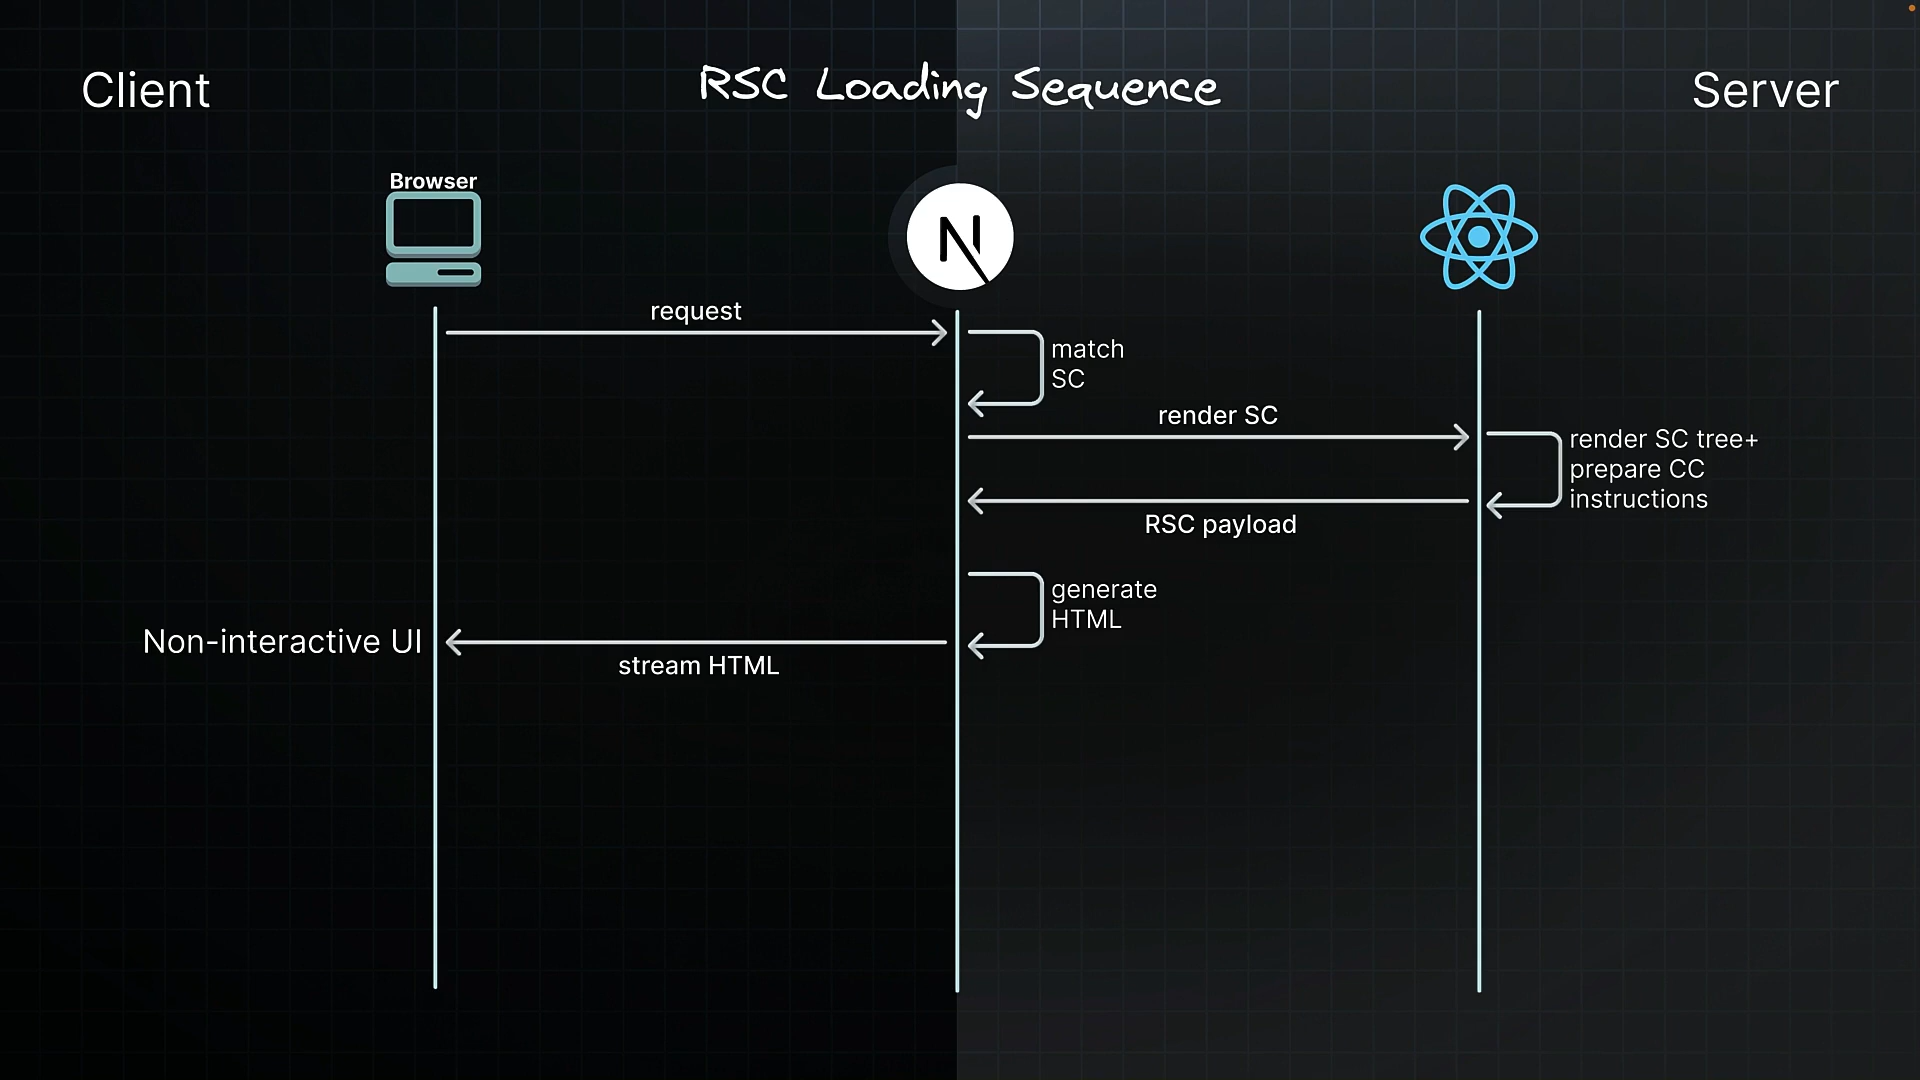 Client
RSC Loading Sequence
Server
Browser
request
match
SC
render SC
render SC tree+
prepare CC
instructions
RSC payload
generate
HTML
Non-interactive UI
stream HTML